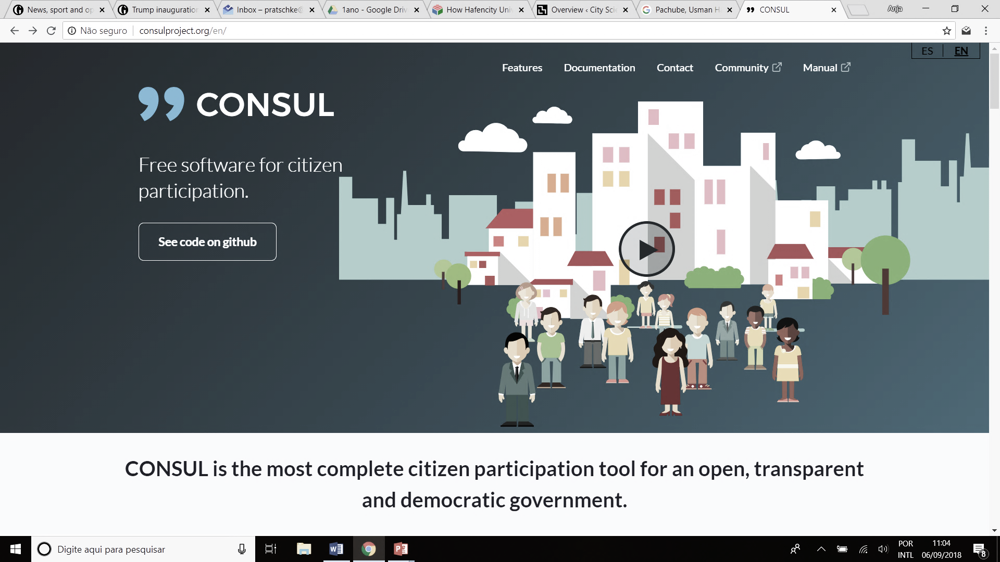 News, sport and op
Trump inauguration
Inbox – pratschke@
1ano - Google Driv
How Hafencity Uni
Overview ‹ City Sci
Pachube, Usman H
CONSUL
Anja
Não seguro
consulproject.org/en/
ES
EN
Features
Documentation
Contact
Community
Manual
CONSUL
Free software for citizen
participation.
See code on github
CONSUL is the most complete citizen participation tool for an open, transparent
and democratic government.
Digite aqui para pesquisar
POR
INTL
11:04
06/09/2018
8